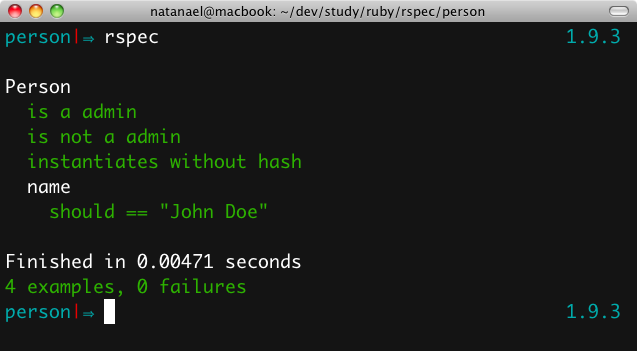 natanael@macbook: ~/dev/study/ruby/rspec/person
person|⇒ rspec 1.9.3
Person
is a admin
is not a admin
instantiates without hash
name
should == "John Doe"
Finished in 0.00471 seconds
4 examples, 0 failures
person|⇒ 1.9.3